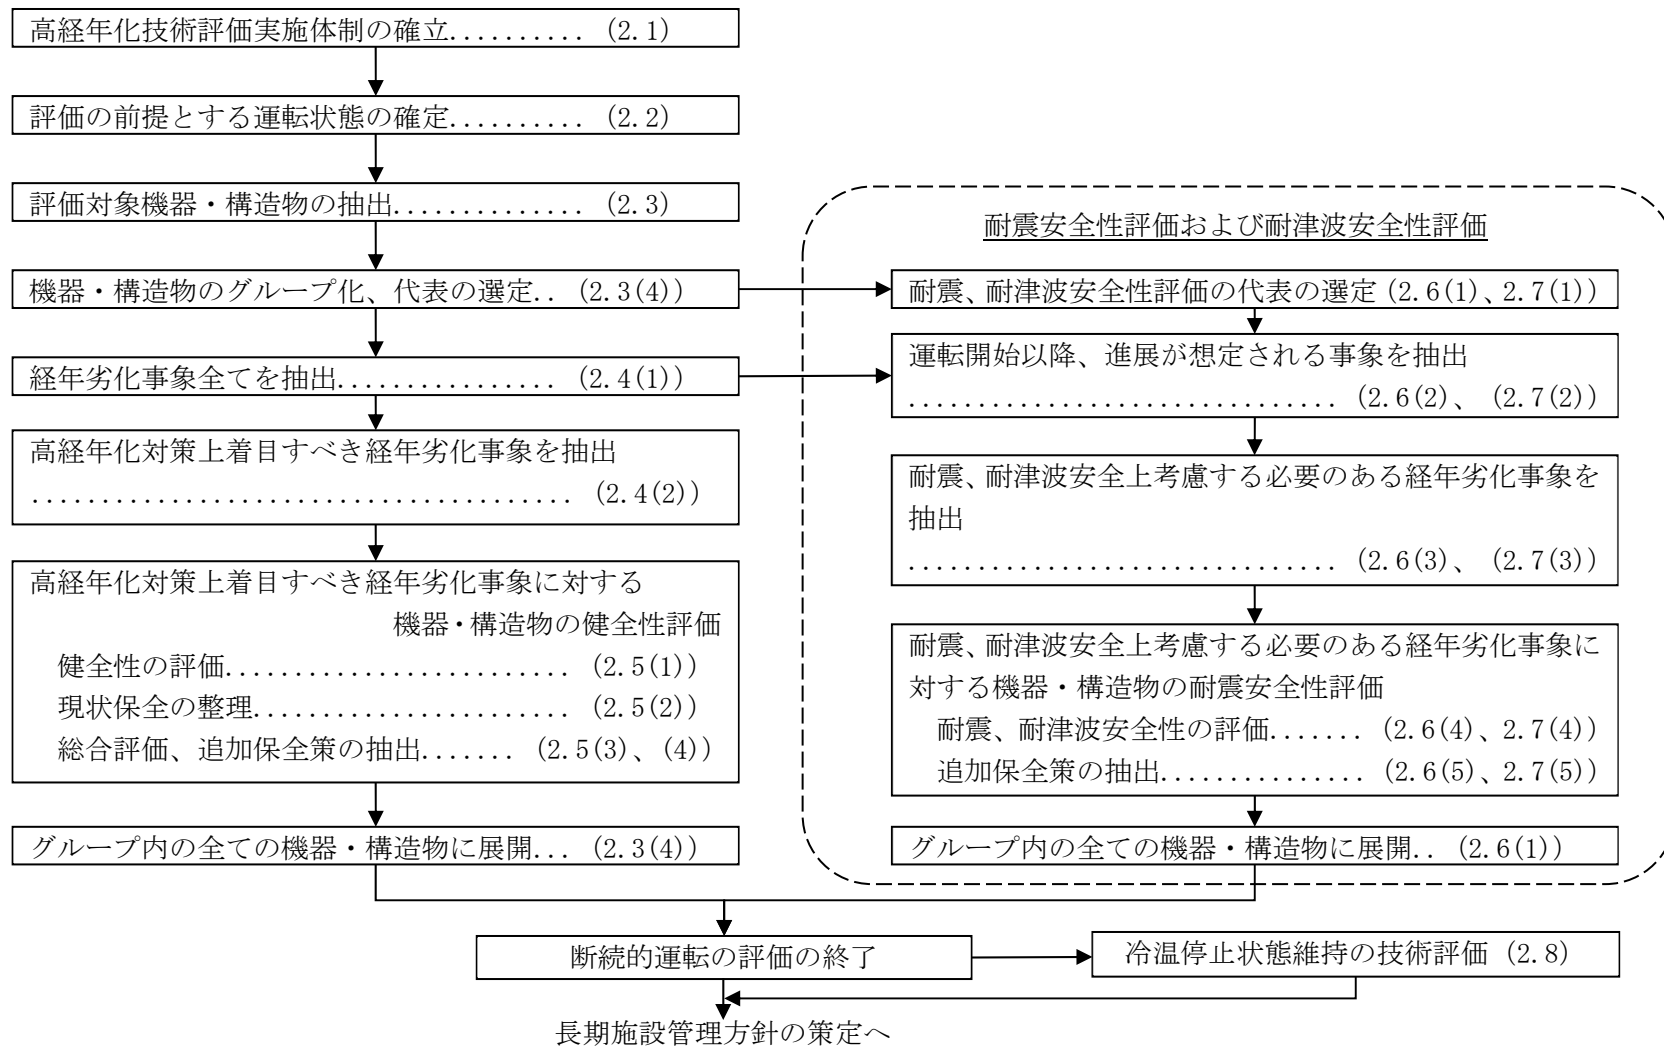 高経年化技術評価実施体制の確立.......... (2.1)
評価の前提とする運転状態の確定.......... (2.2)
評価対象機器・構造物の抽出.............. (2.3)
機器・構造物のグループ化、代表の選定.. (2.3(4))
経年劣化事象全てを抽出................ (2.4(1))
高経年化対策上着目すべき経年劣化事象を抽出
....................................... (2.4(2))
高経年化対策上着目すべき経年劣化事象に対する
機器・構造物の健全性評価
健全性の評価........................ (2.5(1))
現状保全の整理...................... (2.5(2))
総合評価、追加保全策の抽出....... (2.5(3)、(4))
グループ内の全ての機器・構造物に展開... (2.3(4))
耐震安全性評価および耐津波安全性評価
耐震、耐津波安全性評価の代表の選定 (2.6(1)、2.7(1))
運転開始以降、進展が想定される事象を抽出
............................... (2.6(2)、 (2.7(2))
耐震、耐津波安全上考慮する必要のある経年劣化事象を
抽出
............................... (2.6(3)、 (2.7(3))
耐震、耐津波安全上考慮する必要のある経年劣化事象に
対する機器・構造物の耐震安全性評価
耐震、耐津波安全性の評価....... (2.6(4)、2.7(4))
追加保全策の抽出............... (2.6(5)、2.7(5))
グループ内の全ての機器・構造物に展開.. (2.6(1))
断続的運転の評価の終了
冷温停止状態維持の技術評価 (2.8)
長期施設管理方針の策定へ